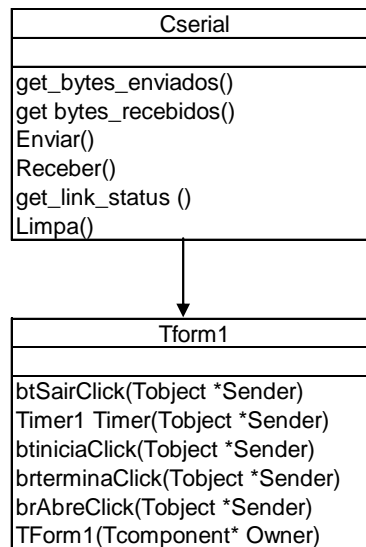 Cserial
get_bytes_enviados()
get bytes_recebidos()
Enviar()
Receber()
get_link_status ()
Limpa()
Tform1
btSairClick(Tobject *Sender)
Timer1 Timer(Tobject *Sender)
btiniciaClick(Tobject *Sender)
brterminaClick(Tobject *Sender)
brAbreClick(Tobject *Sender)
TForm1(Tcomponent* Owner)